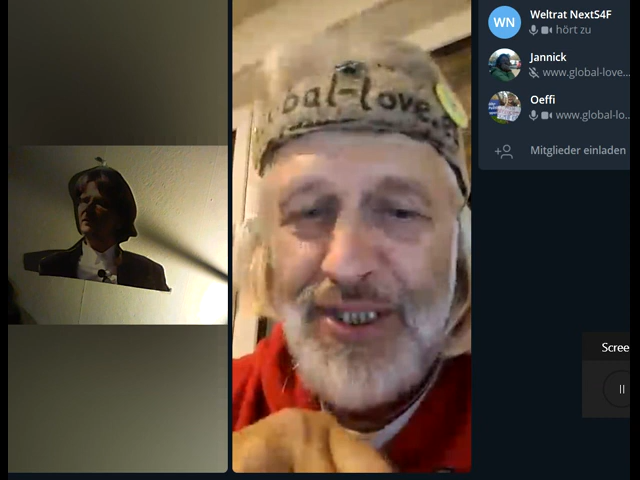 bal-love.
WN
Weltrat NextS4F
hört zu
Jannick
www.global-love...
Oeffi
www.global-lo...
Mitglieder einladen
Scree